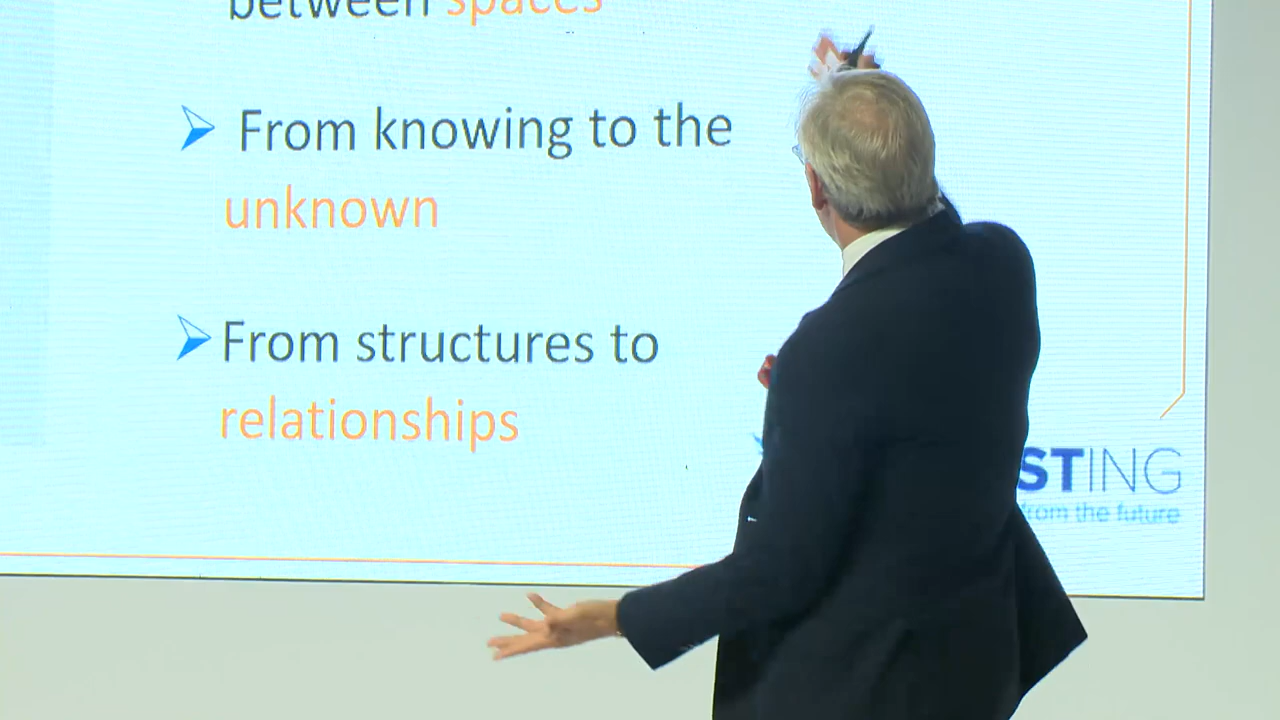 between spaces
From knowing to the
unknown
From structures to
relationships
STING
from the future